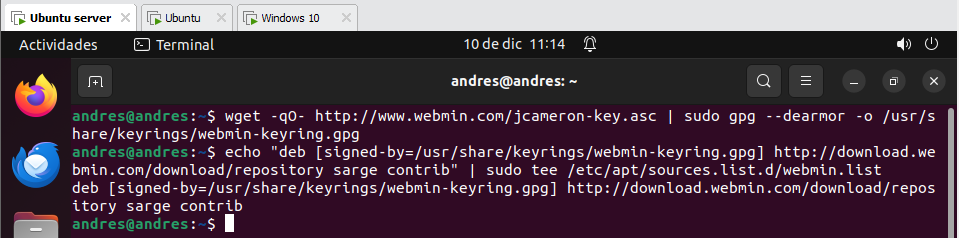 Ubuntu server
Ubuntu
Windows 10
Actividades
Terminal
10 de dic 11:14
andres@andres: ~
andres@andres:~$ wget -qO- http://www.webmin.com/jcameron-key.asc | sudo gpg --dearmor -o /usr/s
hare/keyrings/webmin-keyring.gpg
andres@andres:~$ echo "deb [signed-by=/usr/share/keyrings/webmin-keyring.gpg] http://download.we
bmin.com/download/repository sarge contrib" | sudo tee /etc/apt/sources.list.d/webmin.list
deb [signed-by=/usr/share/keyrings/webmin-keyring.gpg] http://download.webmin.com/download/repos
itory sarge contrib
andres@andres:~$